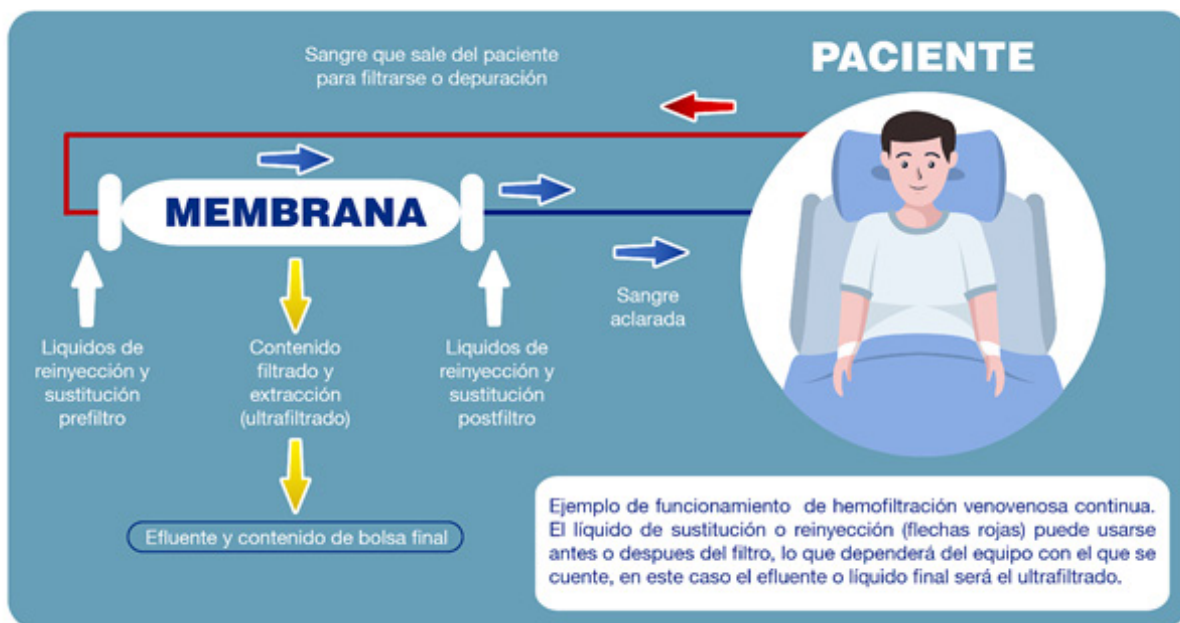 Sangre que sale del paciente
para filtrarse o depuración
PACIENTE
MEMBRANA
Sangre
aclarada
Liquidos de
reinyección y
sustitución
prefiltro
Contenido
filtrado y
extracción
(ultrafiltrado)
Liquidos de
reinyección y
sustitución
postfiltro
Efluente y contenido de bolsa final
Ejemplo de funcionamiento de hemofiltración venovenosa continua.
El líquido de sustitución o reinyección (flechas rojas) puede usarse
antes o despues del filtro, lo que dependerá del equipo con el que se
cuente, en este caso el efluente o líquido final será el ultrafiltrado.